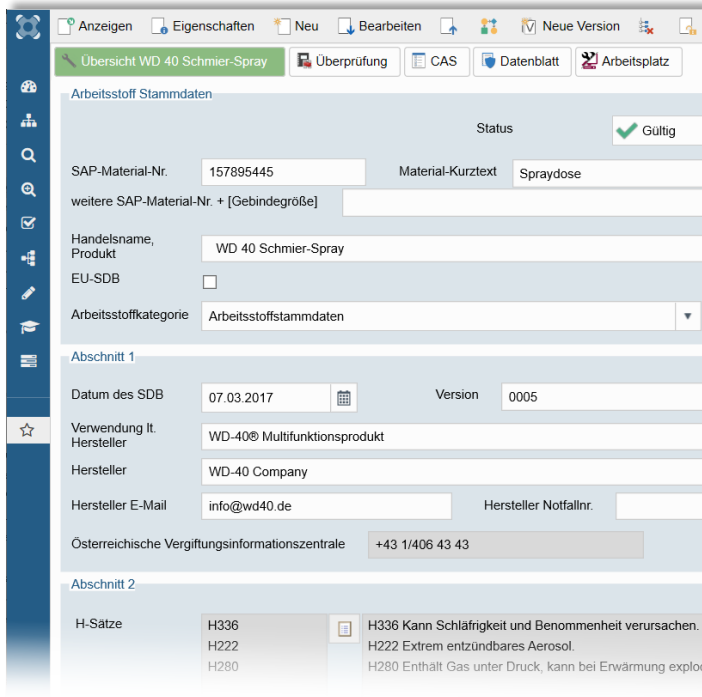 Anzeigen Eigenschaften Neu Bearbeiten Neue Version
Übersicht WD 40 Schmier-Spray Überprüfung CAS Datenblatt Arbeitsplatz
Arbeitsstoff Stammdaten
Status Gültig
SAP-Material-Nr. 157895445 Material-Kurztext Spraydose
weitere SAP-Material-Nr. + [Gebindegröße]
Handelsname,
Produkt WD 40 Schmier-Spray
EU-SDB
Arbeitsstoffkategorie Arbeitsstoffstammdaten
Abschnitt 1
Datum des SDB 07.03.2017 Version 0005
Verwendung lt.
Hersteller WD-40® Multifunktionsprodukt
Hersteller WD-40 Company
Hersteller E-Mail info@wd40.de Hersteller Notfallnr.
Österreichische Vergiftungsinformationszentrale +43 1/406 43 43
Abschnitt 2
H-Sätze H336 H336 Kann Schläfrigkeit und Benommenheit verursachen.
H222 H222 Extrem entzündbares Aerosol.
H280 H280 Enthält Gas unter Druck, kann bei Erwärmung explod